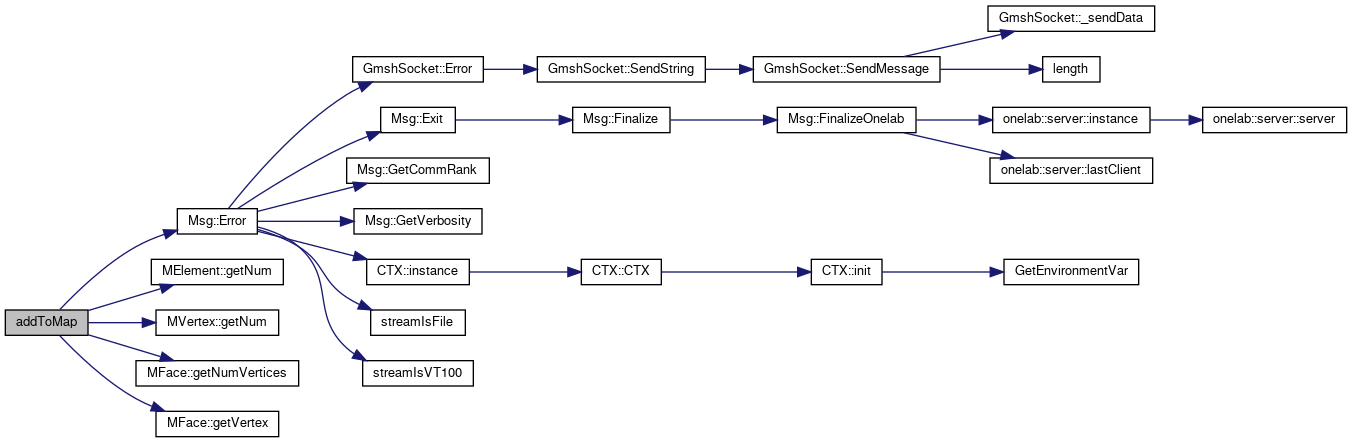 GmshSocket::_sendData
GmshSocket::Error
GmshSocket::SendString
GmshSocket::SendMessage
length
Msg::Exit
Msg::Finalize
Msg::FinalizeOnelab
onelab::server::instance
onelab::server::server
Msg::GetCommRank
onelab::server::lastClient
Msg::Error
Msg::GetVerbosity
MElement::getNum
CTX::instance
CTX::CTX
CTX::init
GetEnvironmentVar
addToMap
MVertex::getNum
streamIsFile
MFace::getNumVertices
streamIsVT100
MFace::getVertex